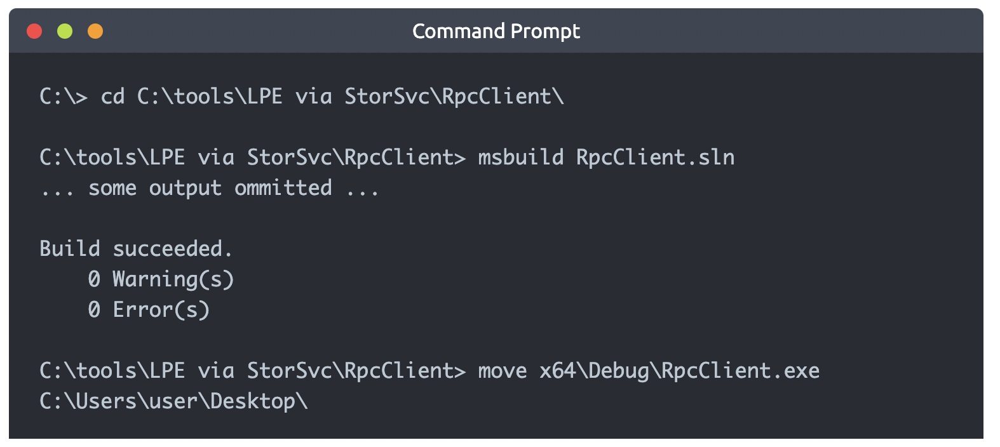 Command Prompt
C:\> cd C:\tools\LPE via StorSvc\RpcClient\
C:\tools\LPE via StorSvc\RpcClient> msbuild RpcClient.sln
... some output ommitted ...
Build succeeded.
    0 Warning(s)
    0 Error(s)
C:\tools\LPE via StorSvc\RpcClient> move x64\Debug\RpcClient.exe
C:\Users\user\Desktop\